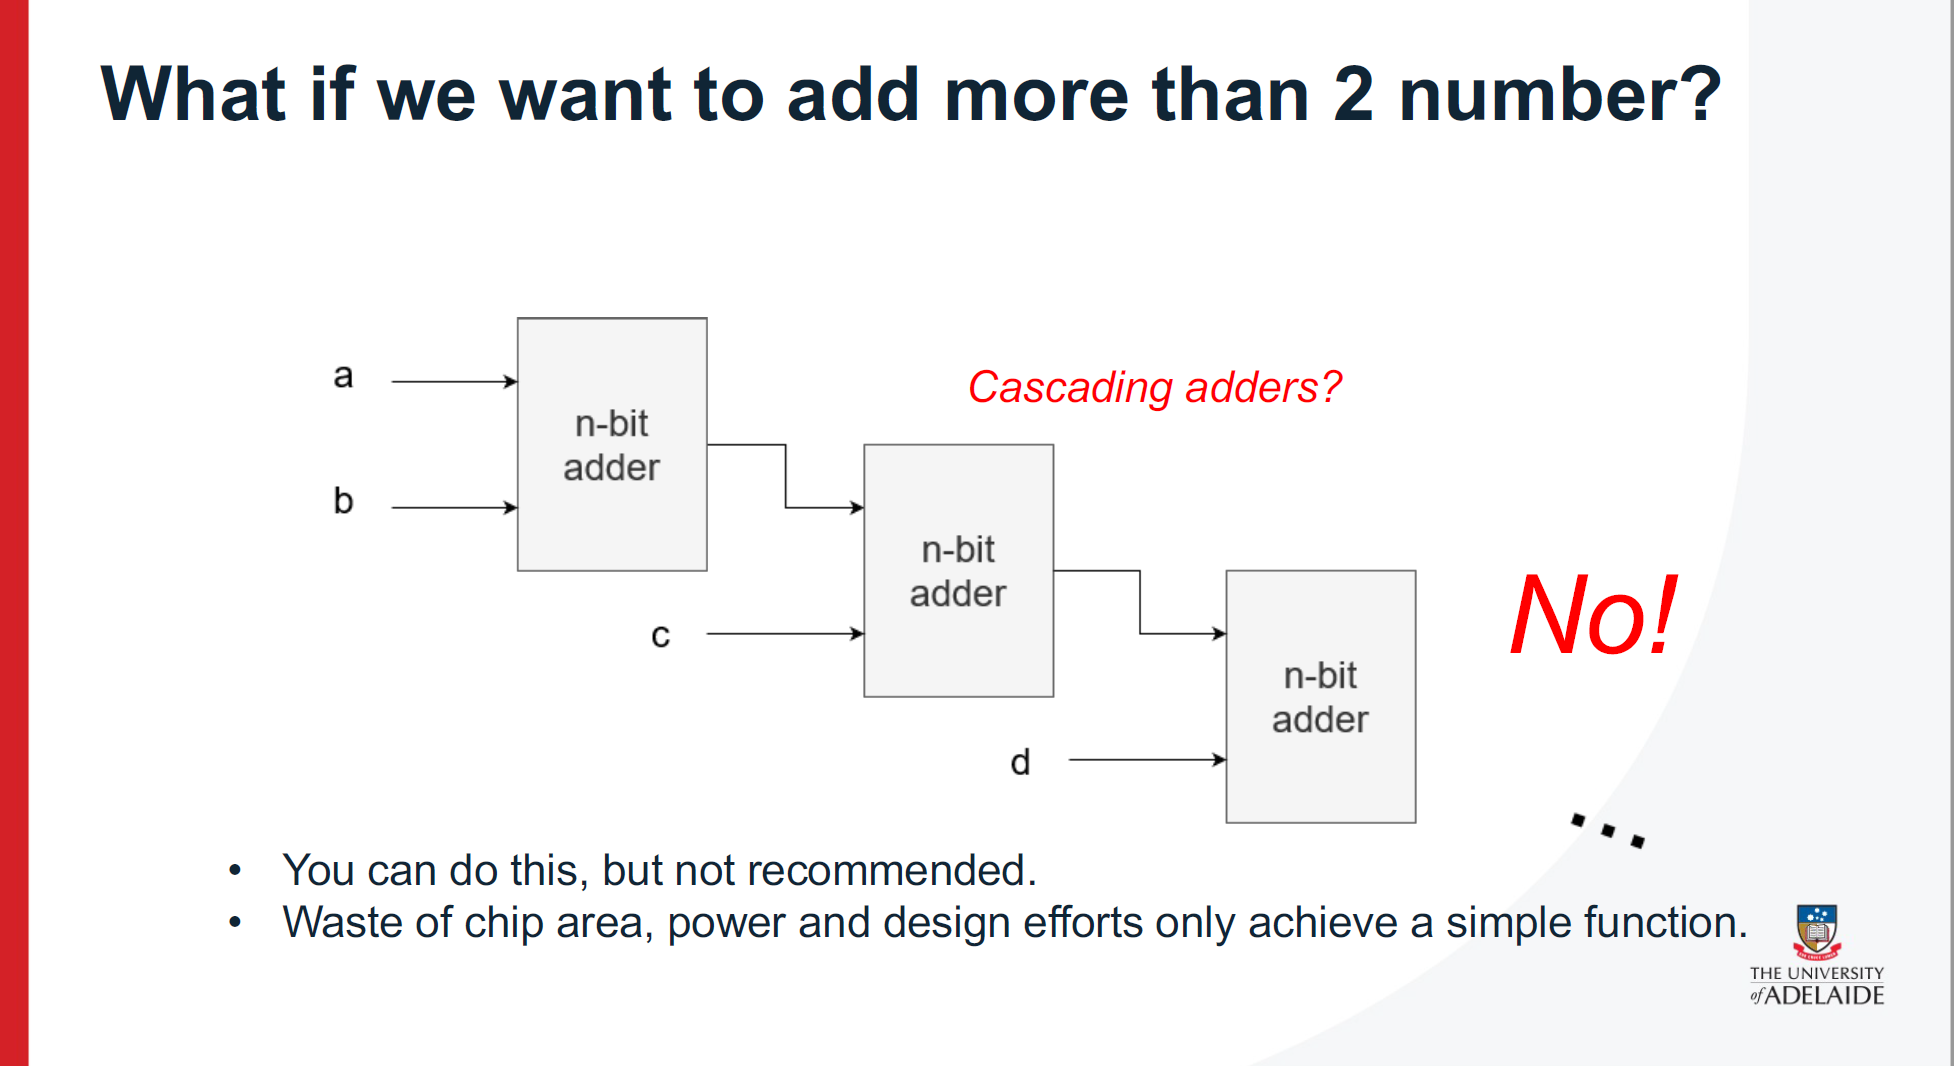 What if we want to add more than 2 number?
a
n-bit
adder
Cascading adders?
b
n-bit
adder
No!
c
n-bit
adder
d
...
• You can do this, but not recommended.
• Waste of chip area, power and design efforts only achieve a simple function.
THE UNIVERSITY
of ADELAIDE